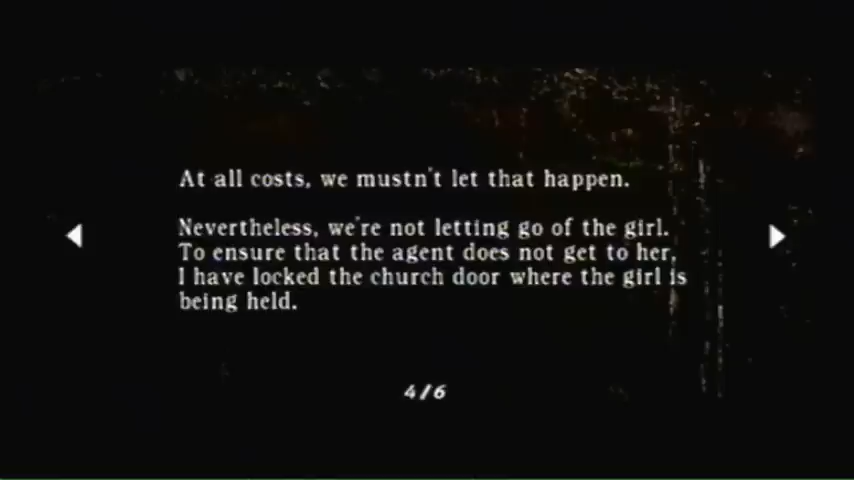 At all costs, we mustn't let that happen.
Nevertheless, we're not letting go of the girl.
To ensure that the agent does not get to her,
I have locked the church door where the girl is
being held.
4/6